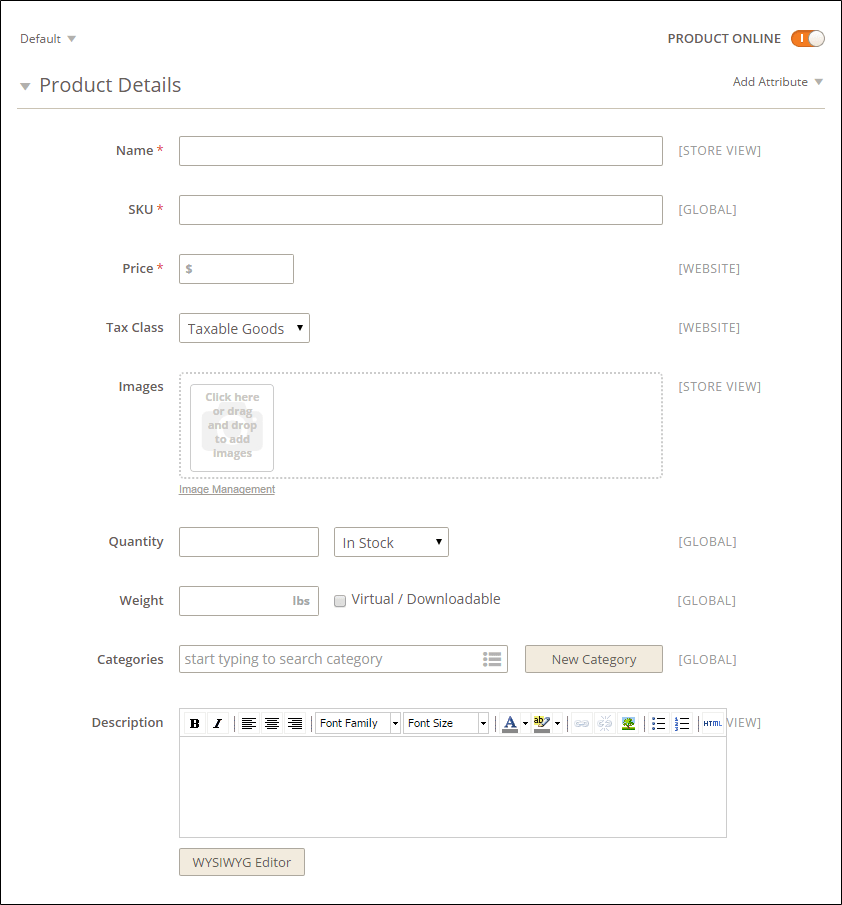 Default
PRODUCT ONLINE
Product Details
Add Attribute
Name *
[STORE VIEW]
SKU *
[GLOBAL]
Price *
$
[WEBSITE]
Tax Class
Taxable Goods
[WEBSITE]
Images
Click here
or drag
and drop
to add
images
[STORE VIEW]
Image Management
Quantity
In Stock
[GLOBAL]
Weight
lbs
Virtual / Downloadable
[GLOBAL]
Categories
start typing to search category
New Category
[GLOBAL]
Description
B I
Font Family
Font Size
A
ab
HTML
VIEW]
WYSIWYG Editor